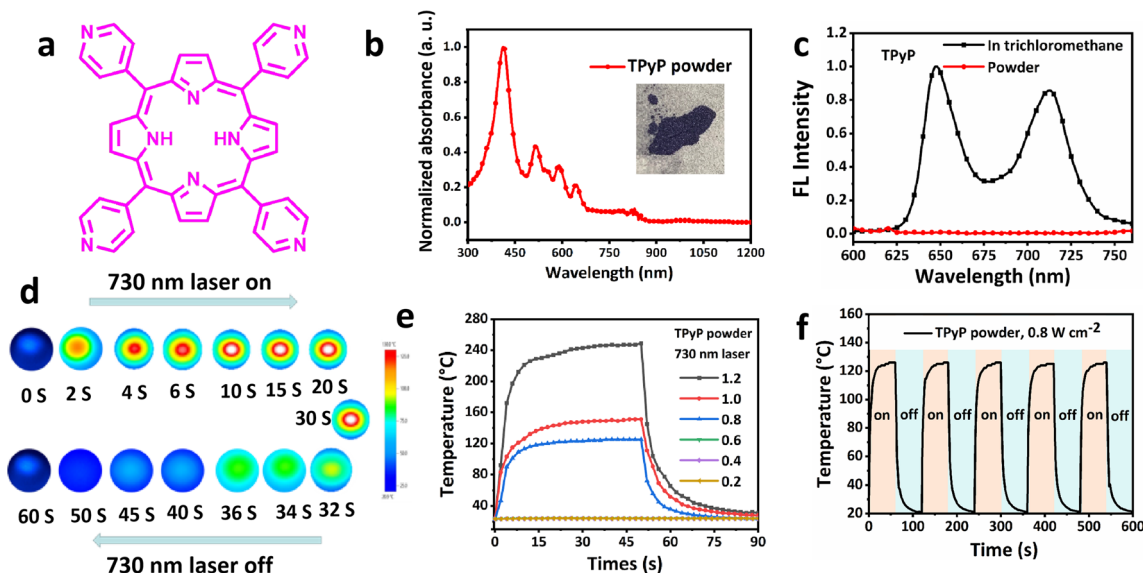 a
N
N
N
NH
HN
N
N
N
b
Normalized absorbance (a. u.)
1.0
0.8
0.6
0.4
0.2
0.0
300
450
600
750
900
1050
1200
Wavelength (nm)
TPyP powder
c
FL Intensity
1.2
1.0
0.8
0.6
0.4
0.2
0.0
600
625
650
675
700
725
750
Wavelength (nm)
TPyP
In trichloromethane
Powder
d
730 nm laser on
0 S
2 S
4 S
6 S
10 S
15 S
20 S
30 S
60 S
50 S
45 S
40 S
36 S
34 S
32 S
730 nm laser off
e
Temperature (°C)
280
240
200
160
120
80
40
0
15
30
45
60
75
90
Times (s)
TPyP powder
730 nm laser
1.2
1.0
0.8
0.6
0.4
0.2
f
Temperature (°C)
160
140
120
100
80
60
40
20
0
100
200
300
400
500
600
Time (s)
TPyP powder, 0.8 W cm⁻²
on
off
on
off
on
off
on
off
on
off